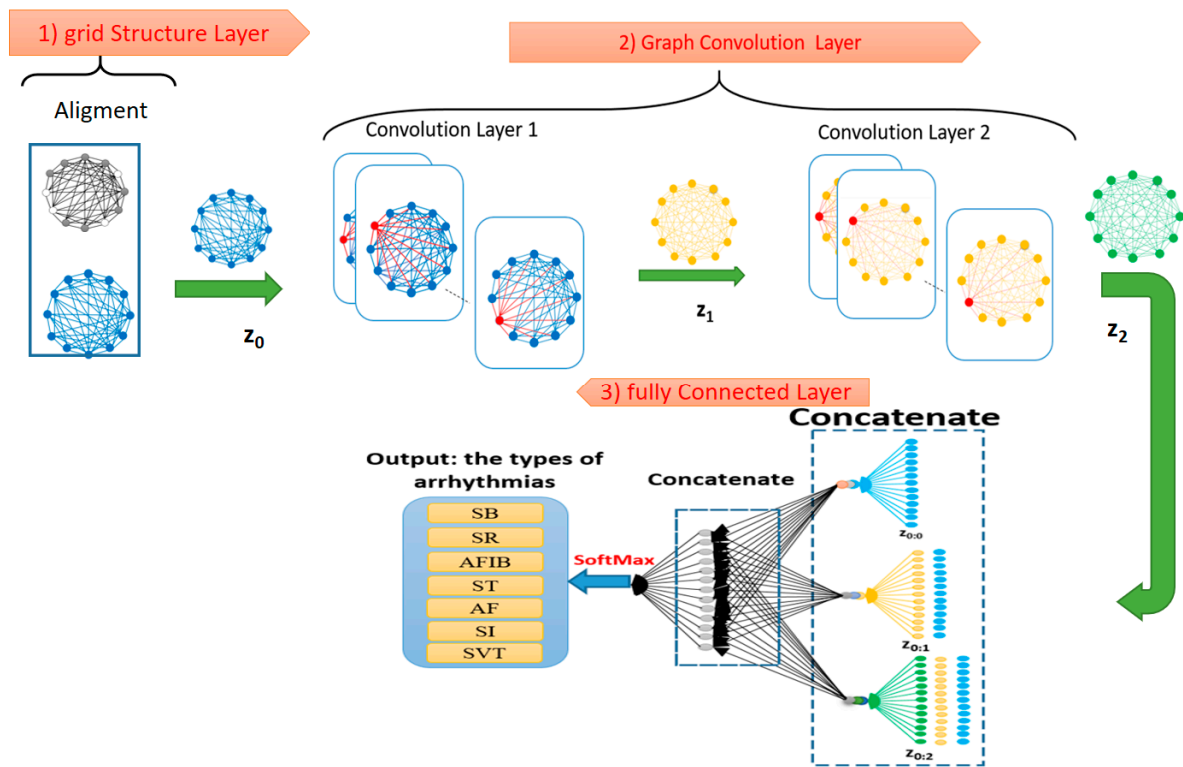 1) grid Structure Layer
2) Graph Convolution Layer
Aligment
Convolution Layer 1
Convolution Layer 2
z0
z1
z2
3) fully Connected Layer
Concatenate
Output: the types of
arrhythmias
Concatenate
SB
SR
AFIB
ST
AF
SI
SVT
SoftMax
z0:0
z0:1
z0:2